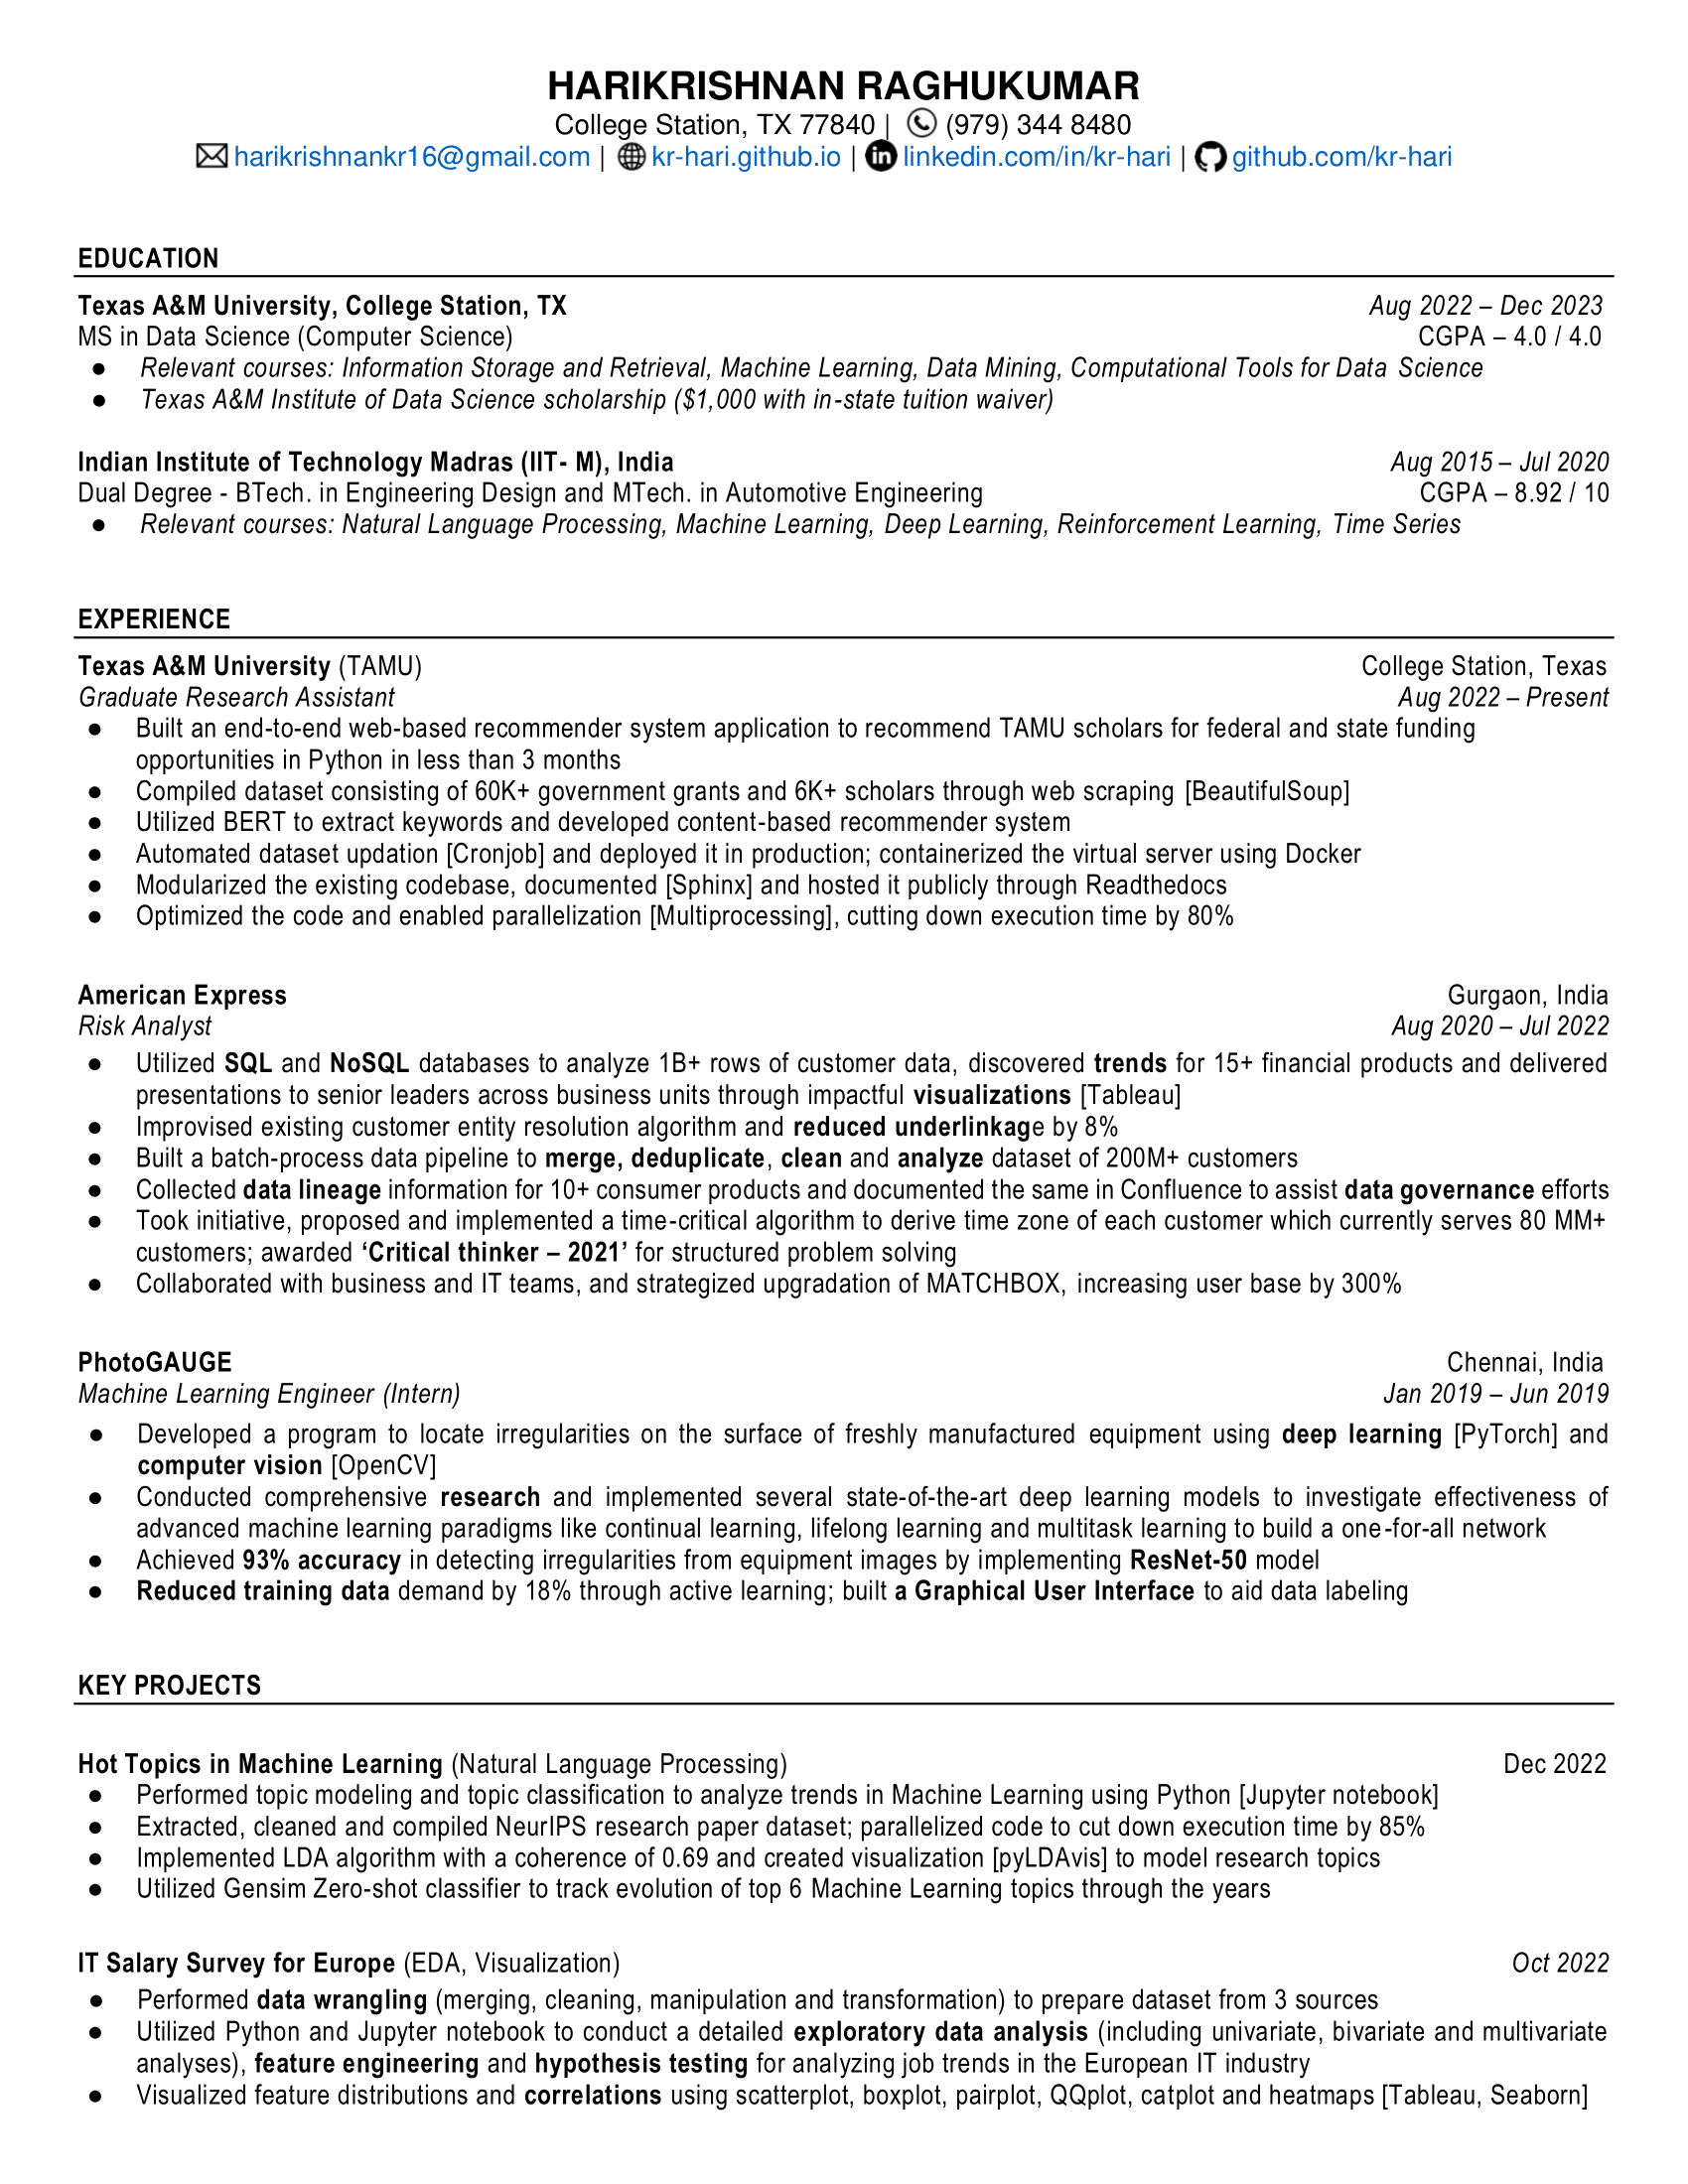 HARIKRISHNAN RAGHUKUMAR
College Station, TX 77840 | (979) 344 8480
harikrishnankr16@gmail.com | kr-hari.github.io | linkedin.com/in/kr-hari | github.com/kr-hari
EDUCATION
Texas A&M University, College Station, TX Aug 2022 – Dec 2023
MS in Data Science (Computer Science) CGPA – 4.0 / 4.0
● Relevant courses: Information Storage and Retrieval, Machine Learning, Data Mining, Computational Tools for Data Science
● Texas A&M Institute of Data Science scholarship ($1,000 with in-state tuition waiver)
Indian Institute of Technology Madras (IIT- M), India Aug 2015 – Jul 2020
Dual Degree - BTech. in Engineering Design and MTech. in Automotive Engineering CGPA – 8.92 / 10
● Relevant courses: Natural Language Processing, Machine Learning, Deep Learning, Reinforcement Learning, Time Series
EXPERIENCE
Texas A&M University (TAMU) College Station, Texas
Graduate Research Assistant Aug 2022 – Present
● Built an end-to-end web-based recommender system application to recommend TAMU scholars for federal and state funding
opportunities in Python in less than 3 months
● Compiled dataset consisting of 60K+ government grants and 6K+ scholars through web scraping [BeautifulSoup]
● Utilized BERT to extract keywords and developed content-based recommender system
● Automated dataset updation [Cronjob] and deployed it in production; containerized the virtual server using Docker
● Modularized the existing codebase, documented [Sphinx] and hosted it publicly through Readthedocs
● Optimized the code and enabled parallelization [Multiprocessing], cutting down execution time by 80%
American Express Gurgaon, India
Risk Analyst Aug 2020 – Jul 2022
● Utilized SQL and NoSQL databases to analyze 1B+ rows of customer data, discovered trends for 15+ financial products and delivered
presentations to senior leaders across business units through impactful visualizations [Tableau]
● Improvised existing customer entity resolution algorithm and reduced underlinkage by 8%
● Built a batch-process data pipeline to merge, deduplicate, clean and analyze dataset of 200M+ customers
● Collected data lineage information for 10+ consumer products and documented the same in Confluence to assist data governance efforts
● Took initiative, proposed and implemented a time-critical algorithm to derive time zone of each customer which currently serves 80 MM+
customers; awarded ‘Critical thinker – 2021’ for structured problem solving
● Collaborated with business and IT teams, and strategized upgradation of MATCHBOX, increasing user base by 300%
PhotoGAUGE Chennai, India
Machine Learning Engineer (Intern) Jan 2019 – Jun 2019
● Developed a program to locate irregularities on the surface of freshly manufactured equipment using deep learning [PyTorch] and
computer vision [OpenCV]
● Conducted comprehensive research and implemented several state-of-the-art deep learning models to investigate effectiveness of
advanced machine learning paradigms like continual learning, lifelong learning and multitask learning to build a one-for-all network
● Achieved 93% accuracy in detecting irregularities from equipment images by implementing ResNet-50 model
● Reduced training data demand by 18% through active learning; built a Graphical User Interface to aid data labeling
KEY PROJECTS
Hot Topics in Machine Learning (Natural Language Processing) Dec 2022
● Performed topic modeling and topic classification to analyze trends in Machine Learning using Python [Jupyter notebook]
● Extracted, cleaned and compiled NeurIPS research paper dataset; parallelized code to cut down execution time by 85%
● Implemented LDA algorithm with a coherence of 0.69 and created visualization [pyLDAvis] to model research topics
● Utilized Gensim Zero-shot classifier to track evolution of top 6 Machine Learning topics through the years
IT Salary Survey for Europe (EDA, Visualization) Oct 2022
● Performed data wrangling (merging, cleaning, manipulation and transformation) to prepare dataset from 3 sources
● Utilized Python and Jupyter notebook to conduct a detailed exploratory data analysis (including univariate, bivariate and multivariate
analyses), feature engineering and hypothesis testing for analyzing job trends in the European IT industry
● Visualized feature distributions and correlations using scatterplot, boxplot, pairplot, QQplot, catplot and heatmaps [Tableau, Seaborn]